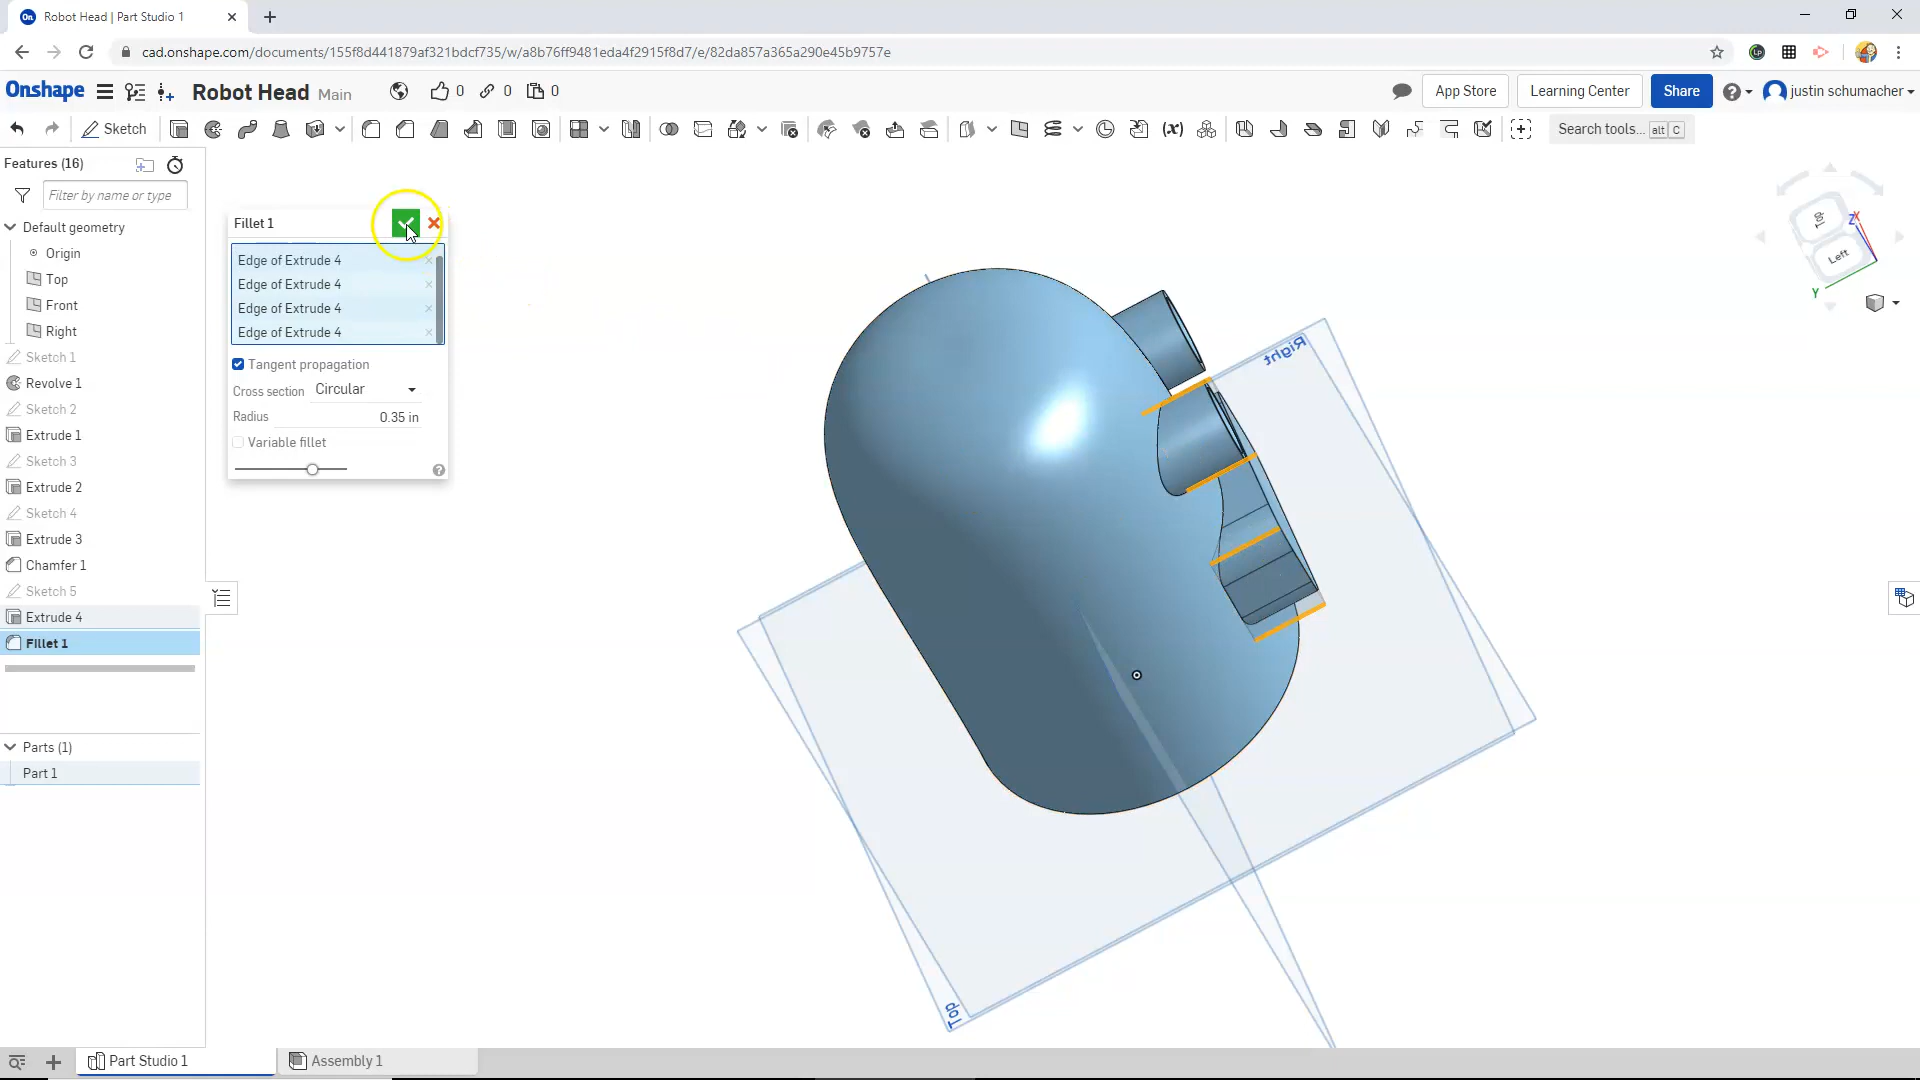 Robot Head | Part Studio 1
cad.onshape.com/documents/155f8d441879af321bdcf735/w/a8b76ff9481eda4f2915f8d7/e/82da857a365a290e45b9757e
Onshape Robot Head Main 0 0 0 App Store Learning Center Share justin schumacher
Sketch (x) Search tools... alt C
Features (16)
Filter by name or type
Default geometry
Origin
Top
Front
Right
Sketch 1
Revolve 1
Sketch 2
Extrude 1
Sketch 3
Extrude 2
Sketch 4
Extrude 3
Chamfer 1
Sketch 5
Extrude 4
Fillet 1
Parts (1)
Part 1
Fillet 1
Edge of Extrude 4
Edge of Extrude 4
Edge of Extrude 4
Edge of Extrude 4
Tangent propagation
Cross section Circular
Radius 0.35 in
Variable fillet
Right
Top
Top
Left
X
Z
Y
Part Studio 1
Assembly 1